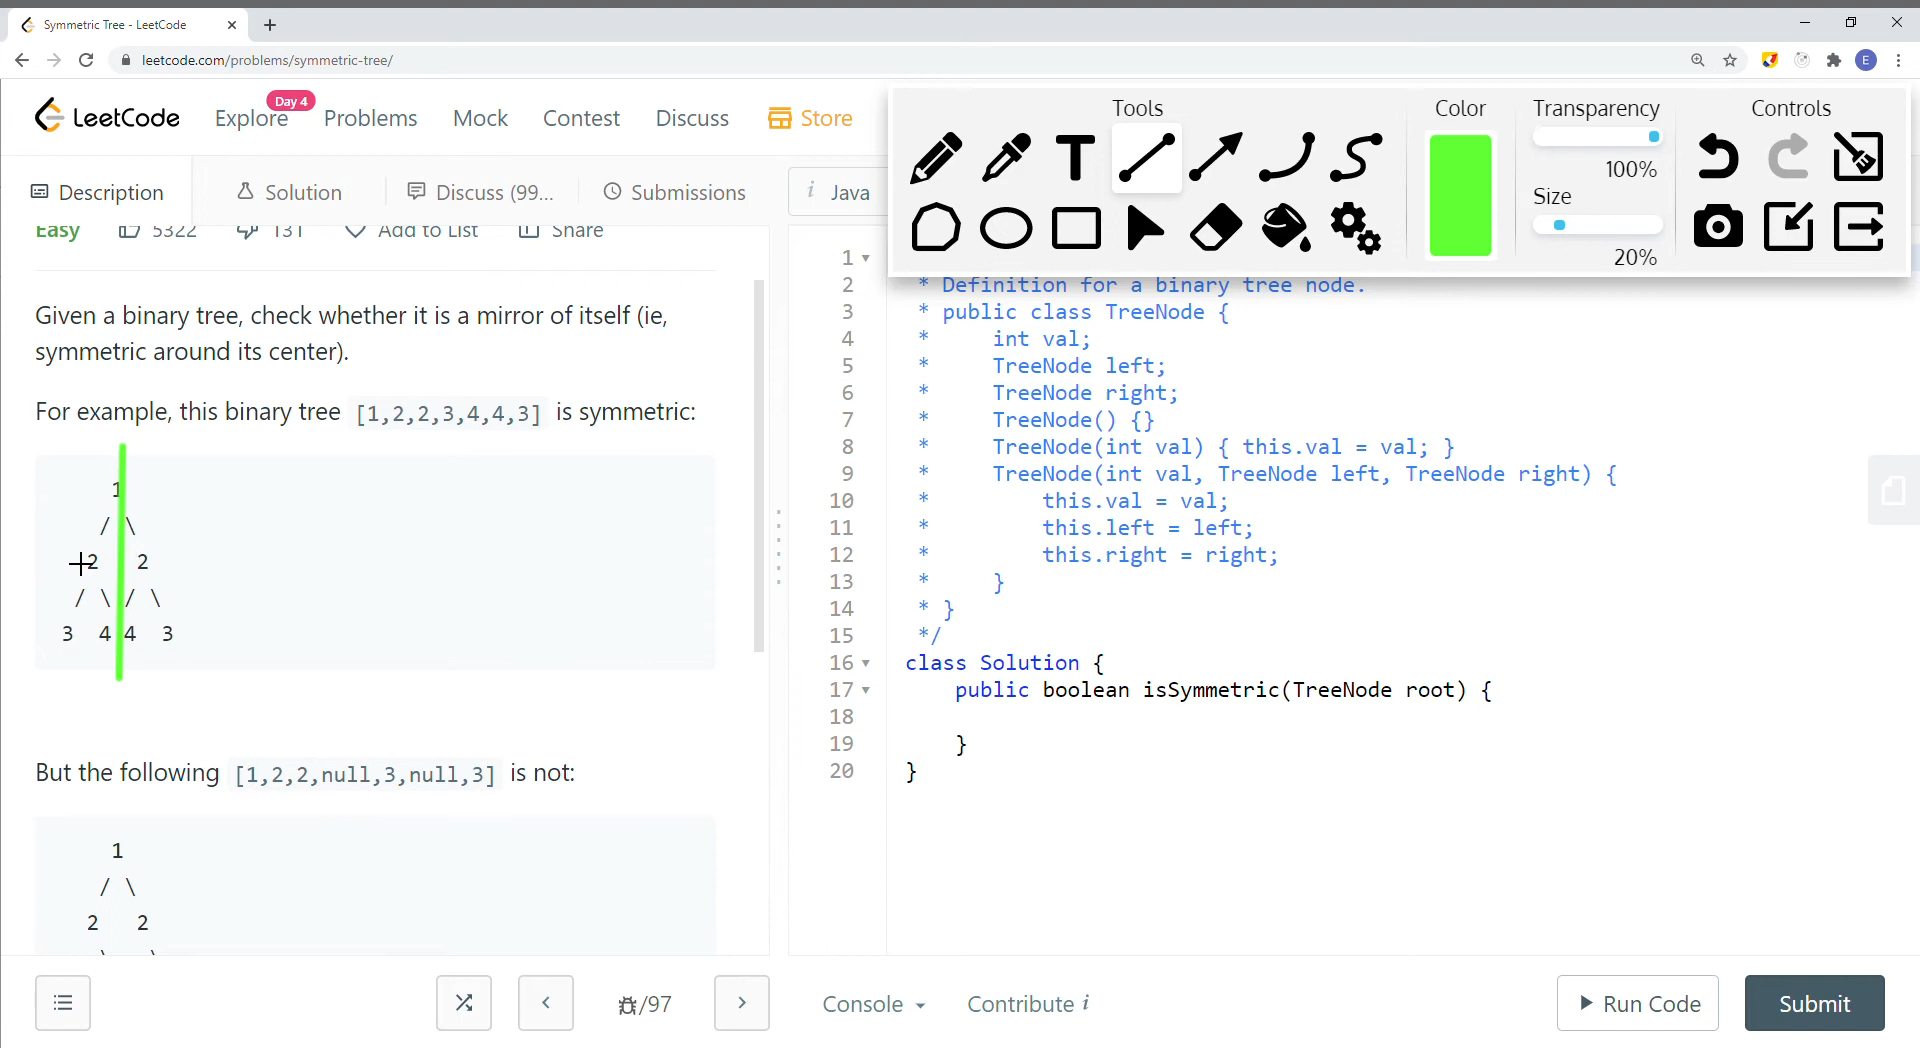 Symmetric Tree - LeetCode
leetcode.com/problems/symmetric-tree/
E
LeetCode
Explore
Day 4
Problems
Mock
Contest
Discuss
Store
Tools
Color
Transparency
100%
Size
20%
Controls
Description
Solution
Discuss (99...
Submissions
i Java
Easy 5322 131 Add to List Share
Given a binary tree, check whether it is a mirror of itself (ie,
symmetric around its center).
For example, this binary tree [1,2,2,3,4,4,3] is symmetric:
1
/ \
2 2
/ \ / \
3 4 4 3
But the following [1,2,2,null,3,null,3] is not:
1
/ \
2 2
\ \
1
2 * Definition for a binary tree node.
3 * public class TreeNode {
4 * int val;
5 * TreeNode left;
6 * TreeNode right;
7 * TreeNode() {}
8 * TreeNode(int val) { this.val = val; }
9 * TreeNode(int val, TreeNode left, TreeNode right) {
10 * this.val = val;
11 * this.left = left;
12 * this.right = right;
13 * }
14 * }
15 */
16 class Solution {
17 public boolean isSymmetric(TreeNode root) {
18
19 }
20 }
/97
Console
Contribute i
Run Code
Submit